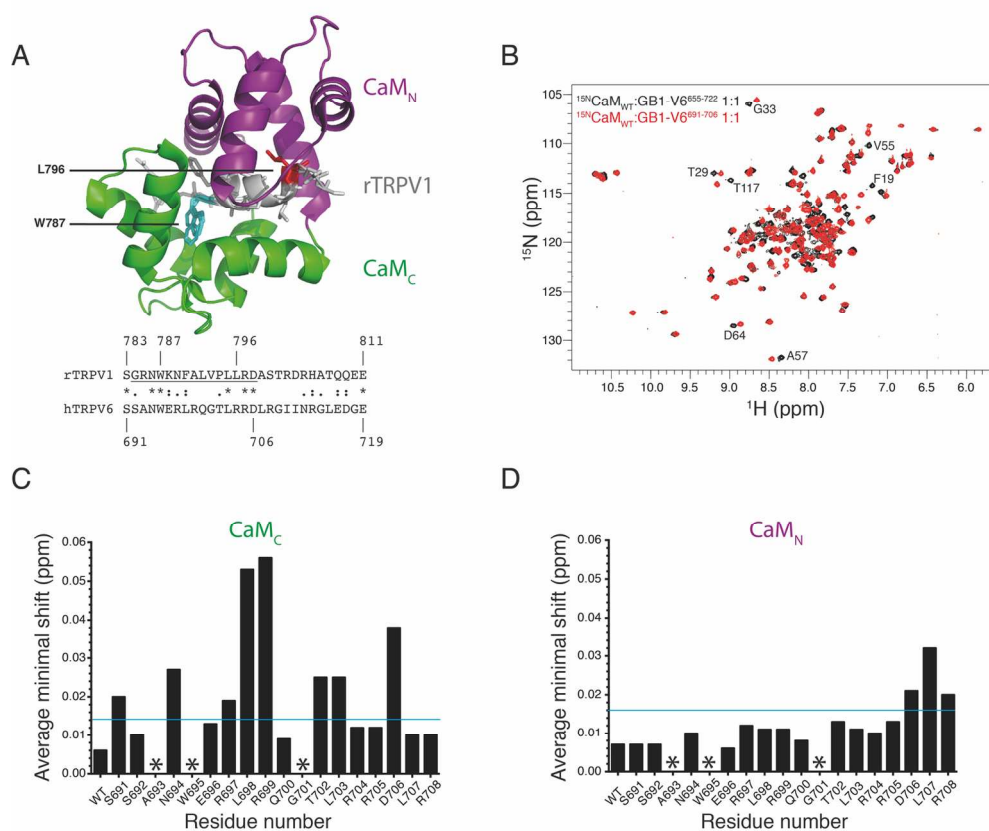 A
CaMN
L796
rTRPV1
W787
CaMC
783 787 796 811
rTRPV1 SGRNWKNFALVPLLRDASTRDRHATQQEE
*. ** .: .* ** .: :: *
hTRPV6 SSANWERLRQGTLRRDLRGIINRGLEDGE
691 706 719
B
15NCaMWT:GB1-V6655-722 1:1
15NCaMWT:GB1-V6691-706 1:1
G33
V55
T29
T117
F19
D64
A57
105
110
115
120
125
130
15N (ppm)
10.5 10.0 9.5 9.0 8.5 8.0 7.5 7.0 6.5 6.0
1H (ppm)
C
CaMC
Average minimal shift (ppm)
0.06
0.05
0.04
0.03
0.02
0.01
0.00
* * *
WT S691 S692 A693 N694 W695 E696 R697 L698 R699 Q700 G701 T702 L703 R704 R705 D706 L707 R708
Residue number
D
CaMN
Average minimal shift (ppm)
0.06
0.05
0.04
0.03
0.02
0.01
0.00
* * *
WT S691 S692 A693 N694 W695 E696 R697 L698 R699 Q700 G701 T702 L703 R704 R705 D706 L707 R708
Residue number